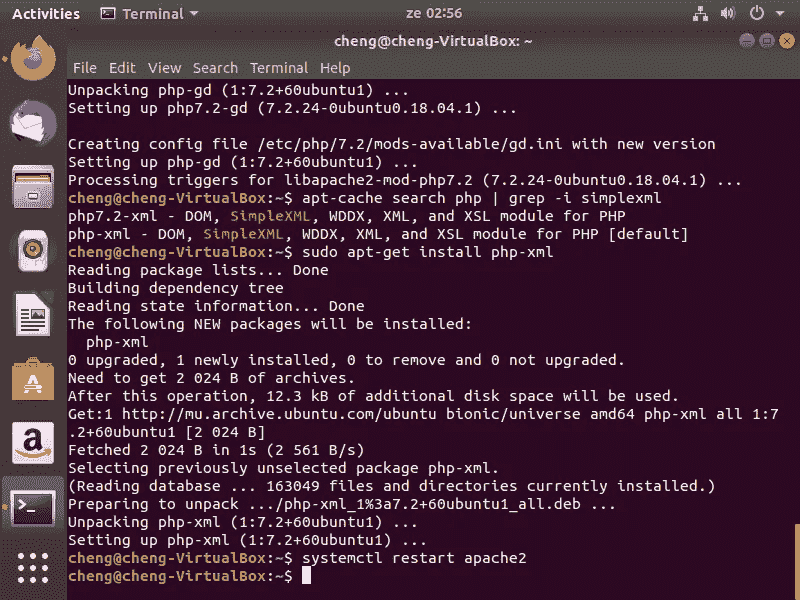 Activities Terminal ze 02:56
cheng@cheng-VirtualBox: ~
File Edit View Search Terminal Help
Unpacking php-gd (1:7.2+60ubuntu1) ...
Setting up php7.2-gd (7.2.24-0ubuntu0.18.04.1) ...
Creating config file /etc/php/7.2/mods-available/gd.ini with new version
Setting up php-gd (1:7.2+60ubuntu1) ...
Processing triggers for libapache2-mod-php7.2 (7.2.24-0ubuntu0.18.04.1) ...
cheng@cheng-VirtualBox:~$ apt-cache search php | grep -i simplexml
php7.2-xml - DOM, SimpleXML, WDDX, XML, and XSL module for PHP
php-xml - DOM, SimpleXML, WDDX, XML, and XSL module for PHP [default]
cheng@cheng-VirtualBox:~$ sudo apt-get install php-xml
Reading package lists... Done
Building dependency tree
Reading state information... Done
The following NEW packages will be installed:
php-xml
0 upgraded, 1 newly installed, 0 to remove and 0 not upgraded.
Need to get 2 024 B of archives.
After this operation, 12.3 kB of additional disk space will be used.
Get:1 http://mu.archive.ubuntu.com/ubuntu bionic/universe amd64 php-xml all 1:7
.2+60ubuntu1 [2 024 B]
Fetched 2 024 B in 1s (2 561 B/s)
Selecting previously unselected package php-xml.
(Reading database ... 163049 files and directories currently installed.)
Preparing to unpack .../php-xml_1%3a7.2+60ubuntu1_all.deb ...
Unpacking php-xml (1:7.2+60ubuntu1) ...
Setting up php-xml (1:7.2+60ubuntu1) ...
cheng@cheng-VirtualBox:~$ systemctl restart apache2
cheng@cheng-VirtualBox:~$